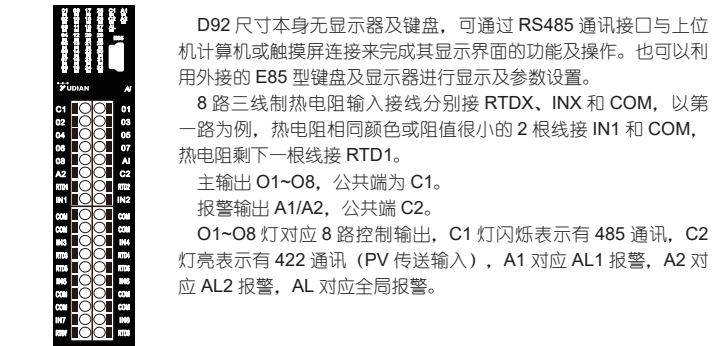 D92 尺寸本身无显示器及键盘，可通过 RS485 通讯接口与上位
机计算机或触摸屏连接来完成其显示界面的功能及操作。也可以利
用外接的 E85 型键盘及显示器进行显示及参数设置。
8 路三线制热电阻输入接线分别接 RTDX、INX 和 COM，以第
一路为例，热电阻相同颜色或阻值很小的 2 根线接 IN1 和 COM，
热电阻剩下一根线接 RTD1。
主输出 O1~O8，公共端为 C1。
报警输出 A1/A2，公共端 C2。
O1~O8 灯对应 8 路控制输出，C1 灯闪烁表示有 485 通讯，C2
灯亮表示有 422 通讯（PV 传送输入），A1 对应 AL1 报警，A2 对
应 AL2 报警，AL 对应全局报警。
YUDIAN AI
C1 01
02 03
04 05
06 07
08 AI
A2 C2
RTD1 RTD2
IN1 IN2
COM COM
COM COM
IN3 IN4
RTD3 RTD4
RTD5 RTD6
IN5 IN6
COM COM
COM COM
IN7 IN8
RTD7 RTD8